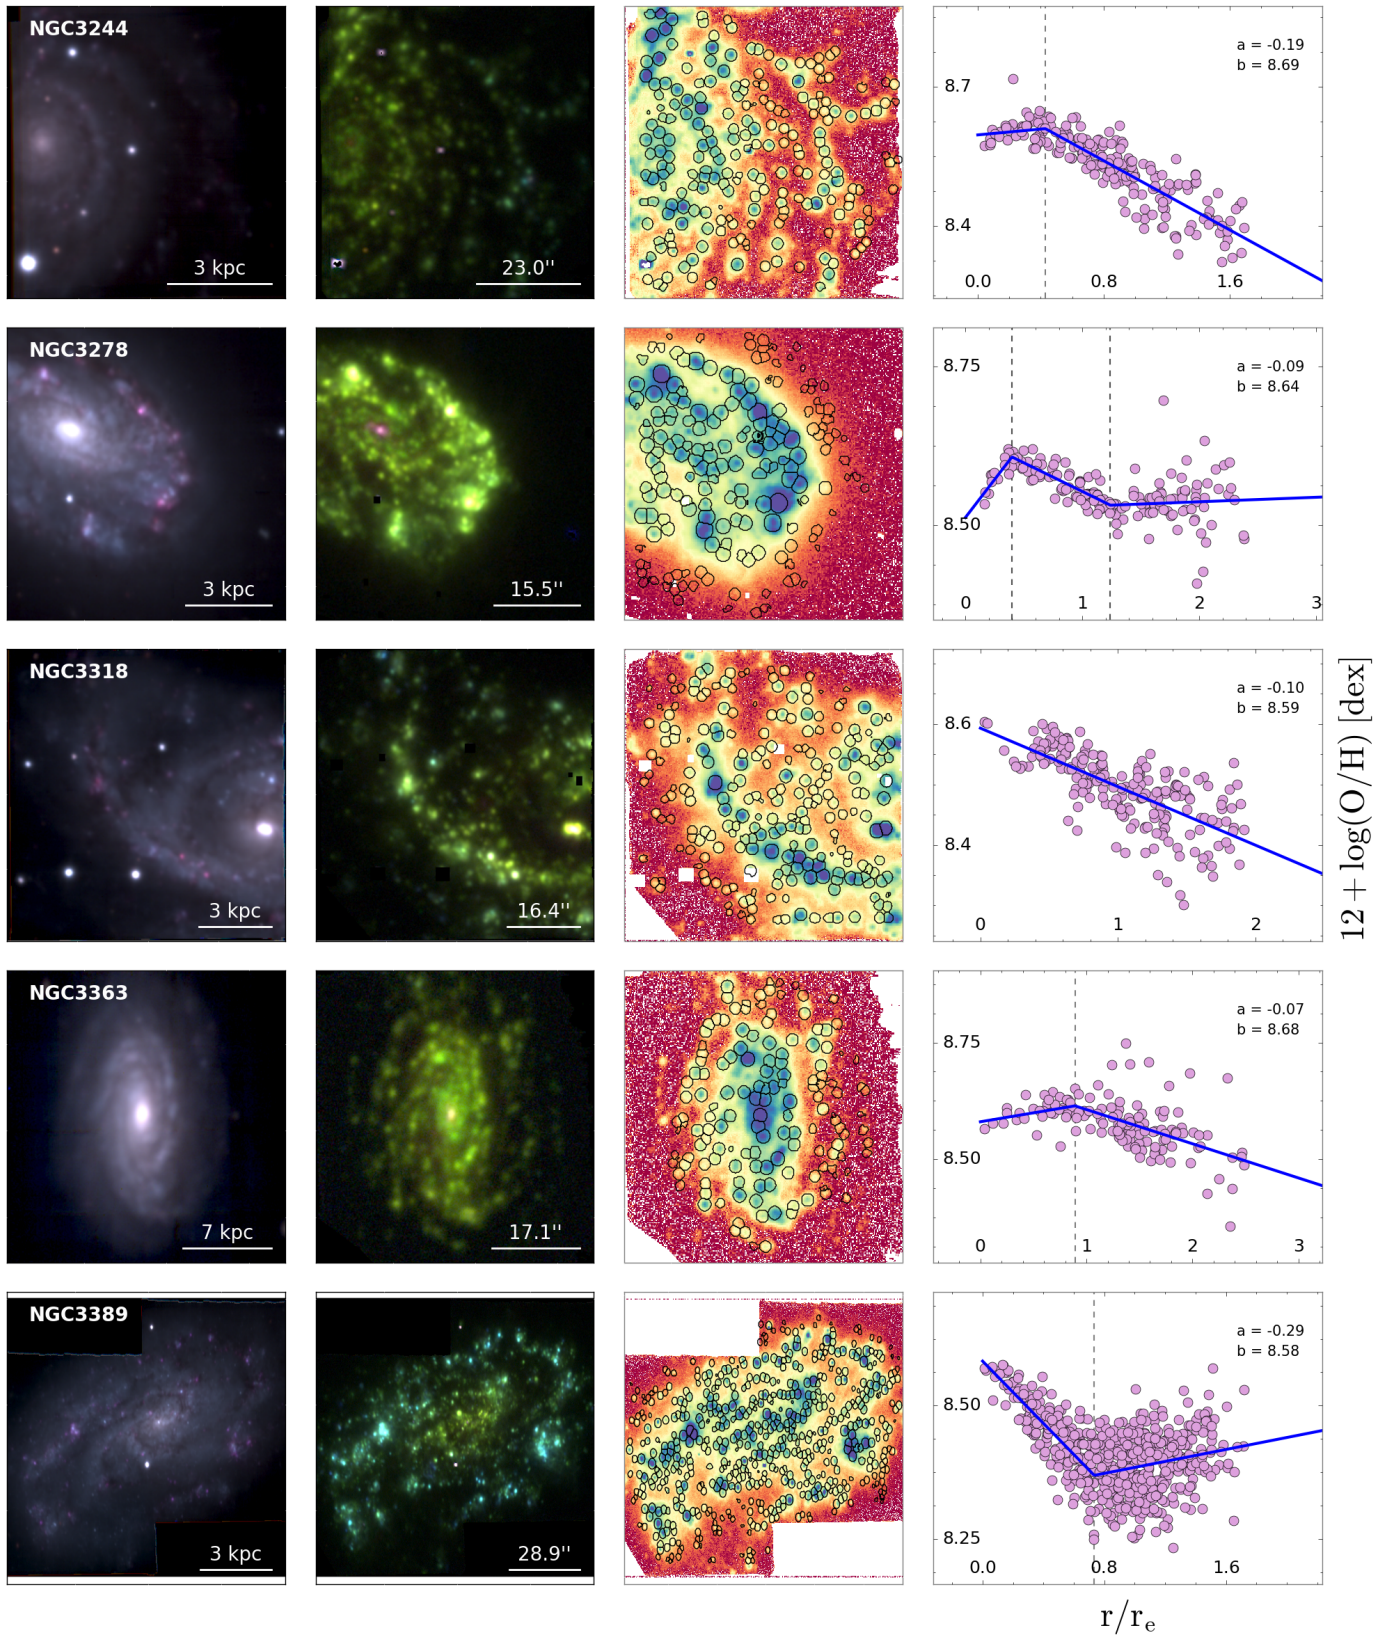 NGC3244
3 kpc
23.0''
a = -0.19
b = 8.69
8.7
8.4
0.0 0.8 1.6
NGC3278
3 kpc
15.5''
a = -0.09
b = 8.64
8.75
8.50
0 1 2 3
NGC3318
3 kpc
16.4''
a = -0.10
b = 8.59
8.6
8.4
0 1 2
NGC3363
7 kpc
17.1''
a = -0.07
b = 8.68
8.75
8.50
0 1 2 3
NGC3389
3 kpc
28.9''
a = -0.29
b = 8.58
8.50
8.25
0.0 0.8 1.6
12 + log(O/H) [dex]
r/rₑ